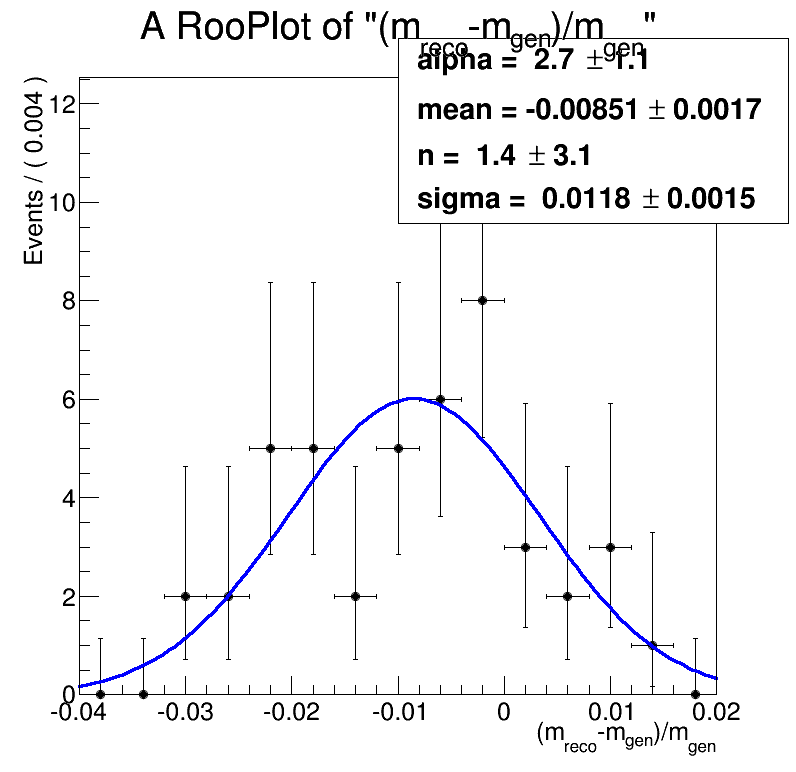 A RooPlot of "(m_reco-m_gen)/m_gen"
alpha = 2.7 ± 1.1
mean = -0.00851 ± 0.0017
n = 1.4 ± 3.1
sigma = 0.0118 ± 0.0015
Events / ( 0.004 )
12
10
8
6
4
2
0
-0.04 -0.03 -0.02 -0.01 0 0.01 0.02
(m_reco-m_gen)/m_gen